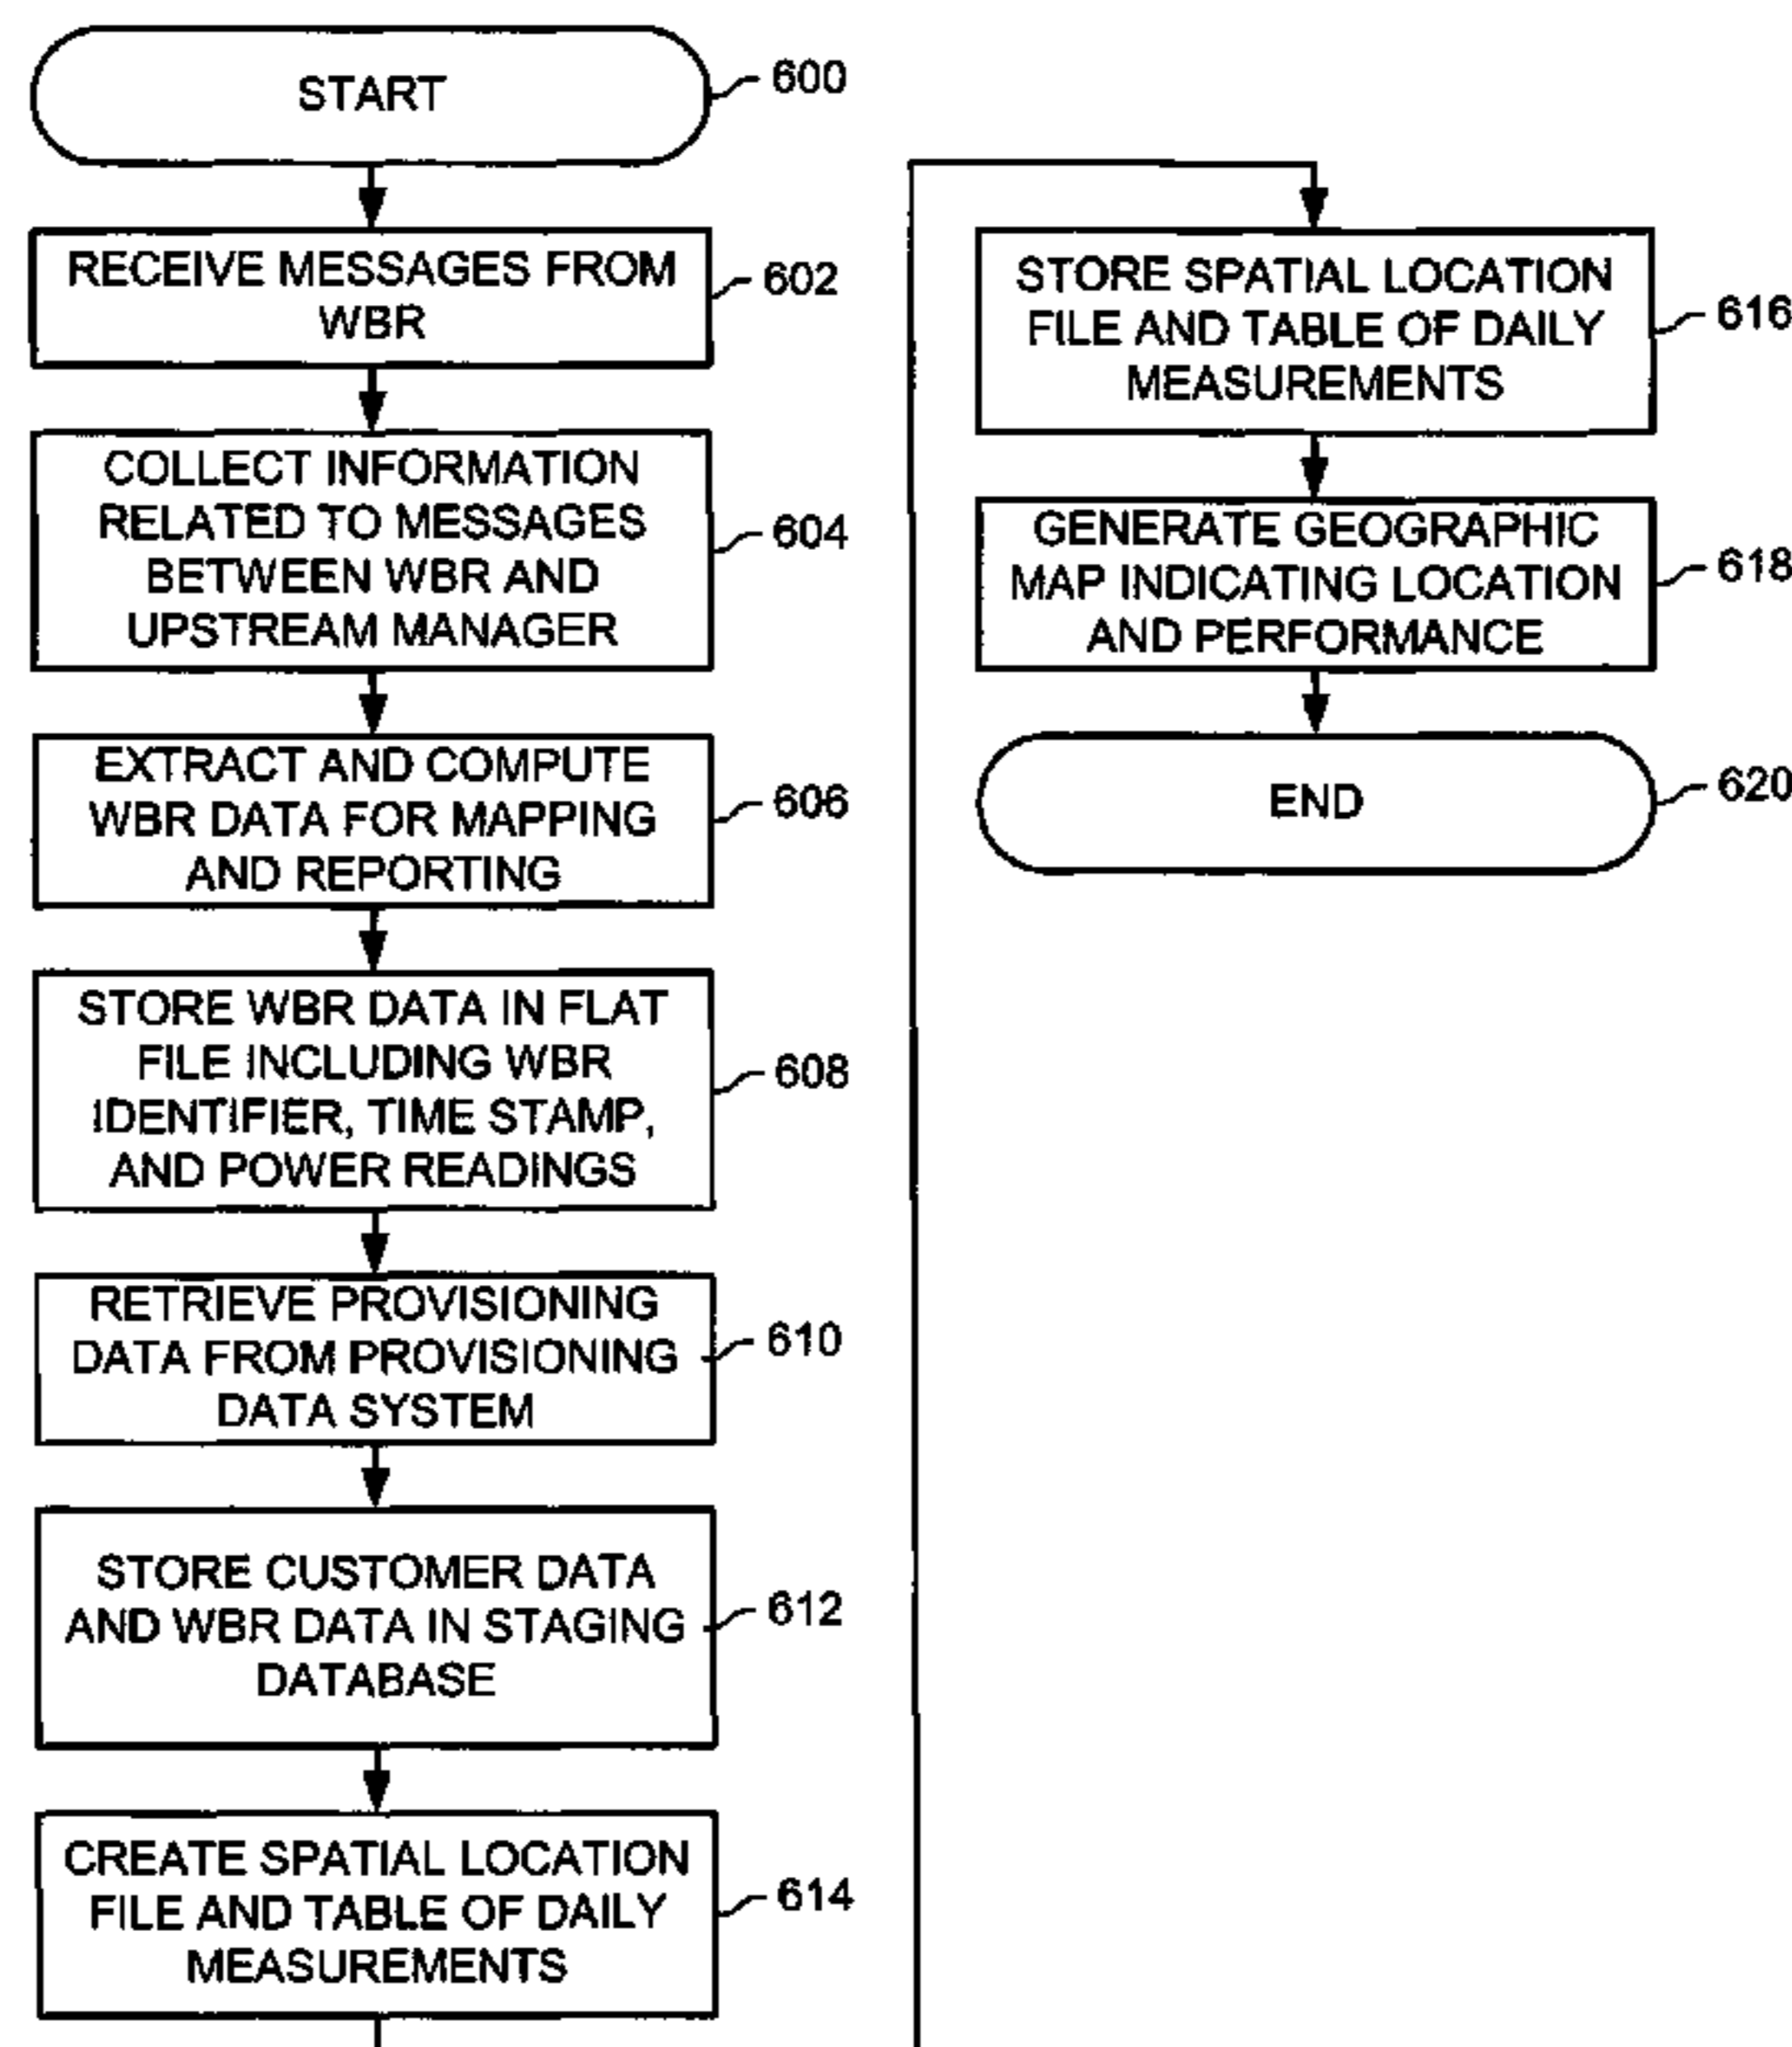 START
600
RECEIVE MESSAGES FROM
WBR
602
COLLECT INFORMATION
RELATED TO MESSAGES
BETWEEN WBR AND
UPSTREAM MANAGER
604
EXTRACT AND COMPUTE
WBR DATA FOR MAPPING
AND REPORTING
606
STORE WBR DATA IN FLAT
FILE INCLUDING WBR
IDENTIFIER, TIME STAMP,
AND POWER READINGS
608
RETRIEVE PROVISIONING
DATA FROM PROVISIONING
DATA SYSTEM
610
STORE CUSTOMER DATA
AND WBR DATA IN STAGING
DATABASE
612
CREATE SPATIAL LOCATION
FILE AND TABLE OF DAILY
MEASUREMENTS
614
STORE SPATIAL LOCATION
FILE AND TABLE OF DAILY
MEASUREMENTS
616
GENERATE GEOGRAPHIC
MAP INDICATING LOCATION
AND PERFORMANCE
618
END
620